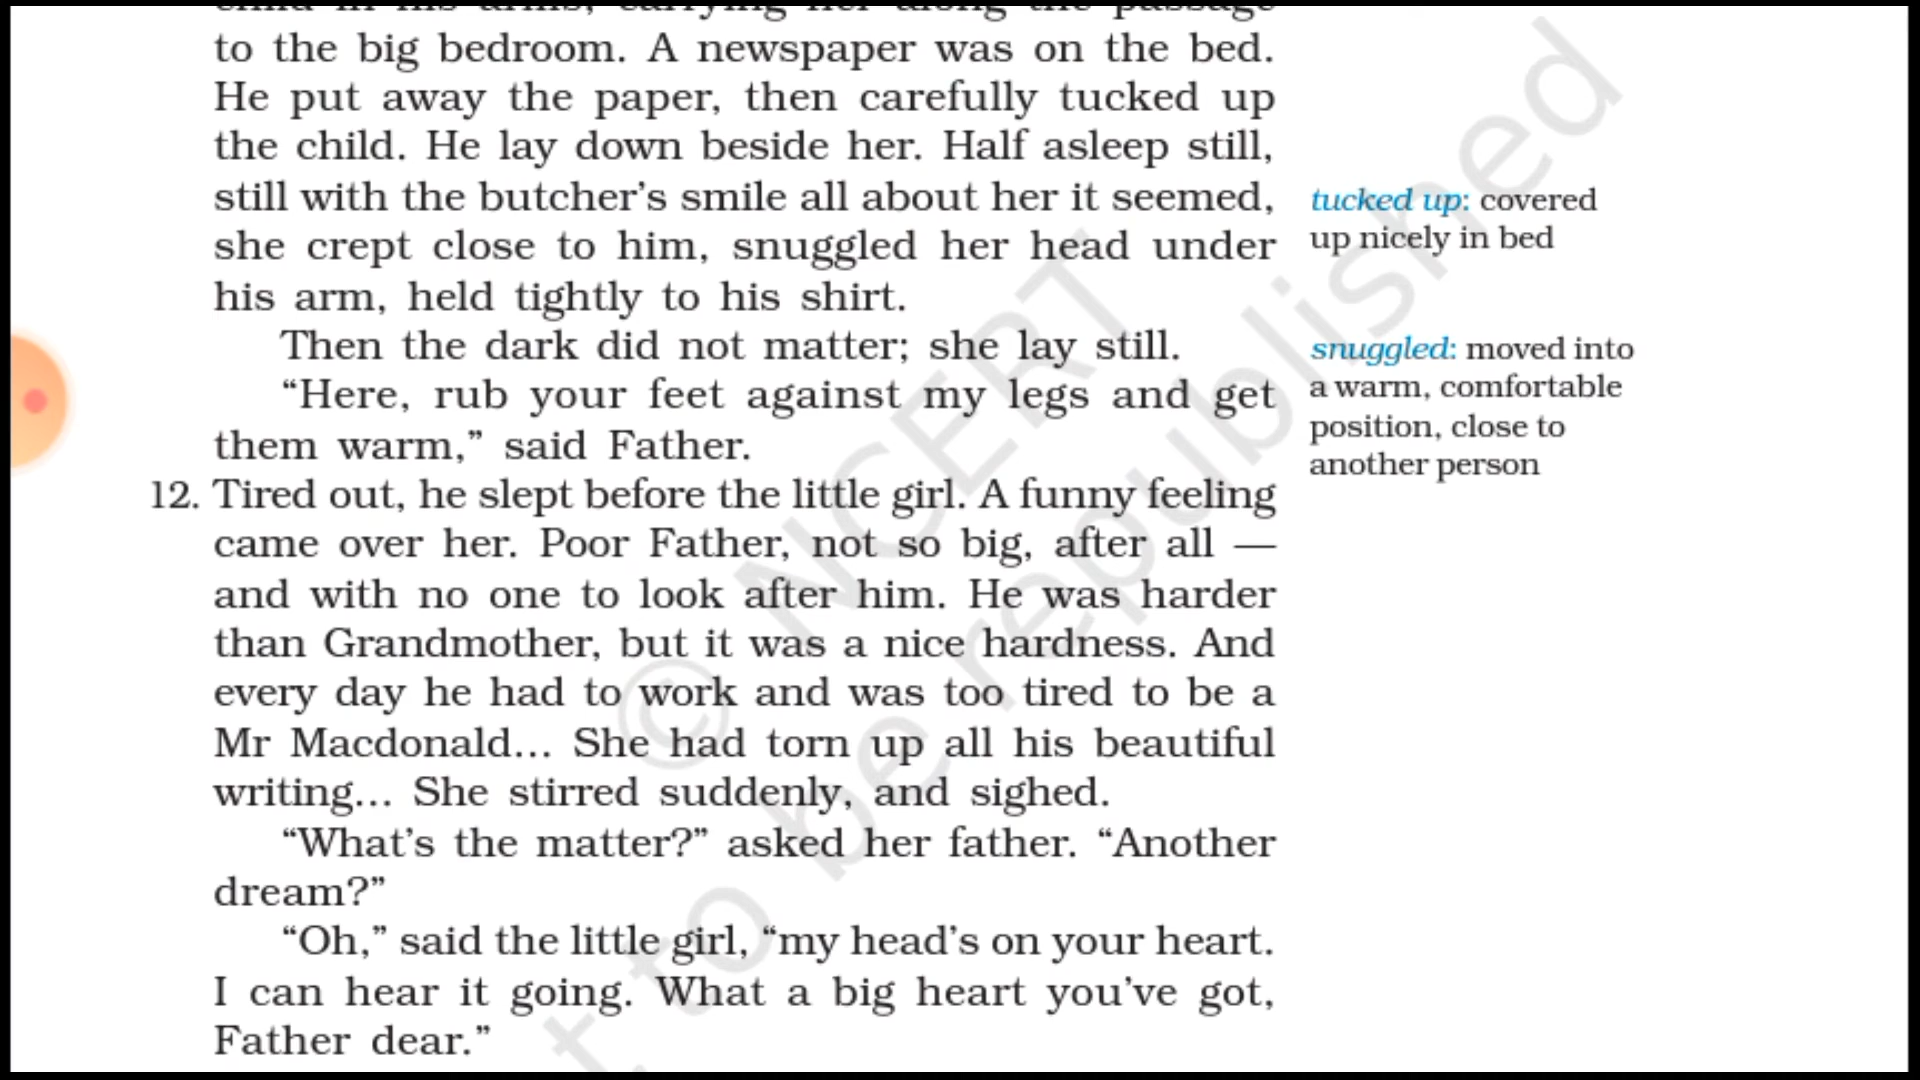 child in his arms, carrying her along the passage
to the big bedroom. A newspaper was on the bed.
He put away the paper, then carefully tucked up
the child. He lay down beside her. Half asleep still,
still with the butcher’s smile all about her it seemed,
she crept close to him, snuggled her head under
his arm, held tightly to his shirt.
Then the dark did not matter; she lay still.
“Here, rub your feet against my legs and get
them warm,” said Father.
12. Tired out, he slept before the little girl. A funny feeling
came over her. Poor Father, not so big, after all —
and with no one to look after him. He was harder
than Grandmother, but it was a nice hardness. And
every day he had to work and was too tired to be a
Mr Macdonald... She had torn up all his beautiful
writing... She stirred suddenly, and sighed.
“What’s the matter?” asked her father. “Another
dream?”
“Oh,” said the little girl, “my head’s on your heart.
I can hear it going. What a big heart you’ve got,
Father dear.”
tucked up: covered
up nicely in bed
snuggled: moved into
a warm, comfortable
position, close to
another person
© NCERT
t to be republished